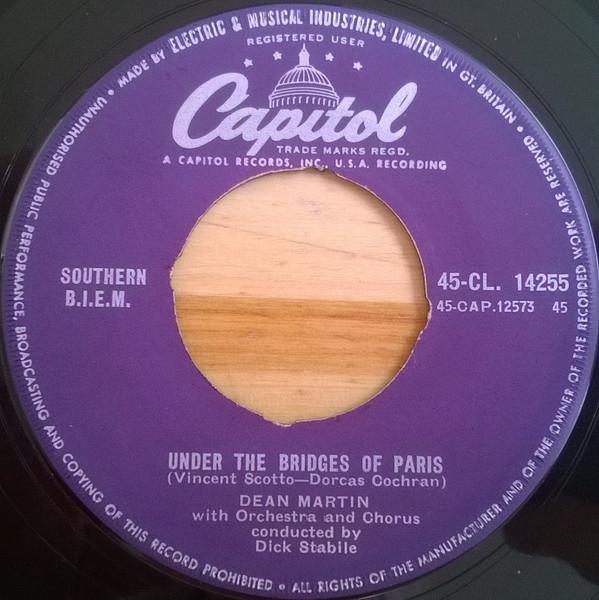 MADE BY ELECTRIC & MUSICAL INDUSTRIES, LIMITED IN GT. BRITAIN • ALL RIGHTS OF THE MANUFACTURER AND OF THE OWNER OF THE RECORDED WORK ARE RESERVED • UNAUTHORISED PUBLIC PERFORMANCE, BROADCASTING AND COPYING OF THIS RECORD PROHIBITED •
REGISTERED USER
Capitol
TRADE MARKS REGD.
A CAPITOL RECORDS, INC., U.S.A. RECORDING
SOUTHERN
B.I.E.M.
45-CL. 14255
45-CAP.12573 45
UNDER THE BRIDGES OF PARIS
(Vincent Scotto—Dorcas Cochran)
DEAN MARTIN
with Orchestra and Chorus
conducted by
Dick Stabile